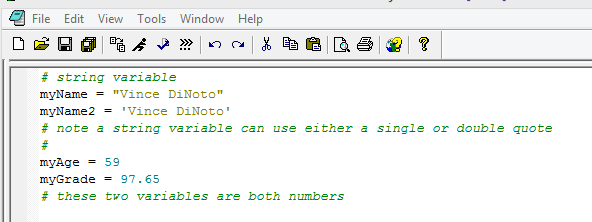 File Edit View Tools Window Help
# string variable
myName = "Vince DiNoto"
myName2 = 'Vince DiNoto'
# note a string variable can use either a single or double quote
#
myAge = 59
myGrade = 97.65
# these two variables are both numbers